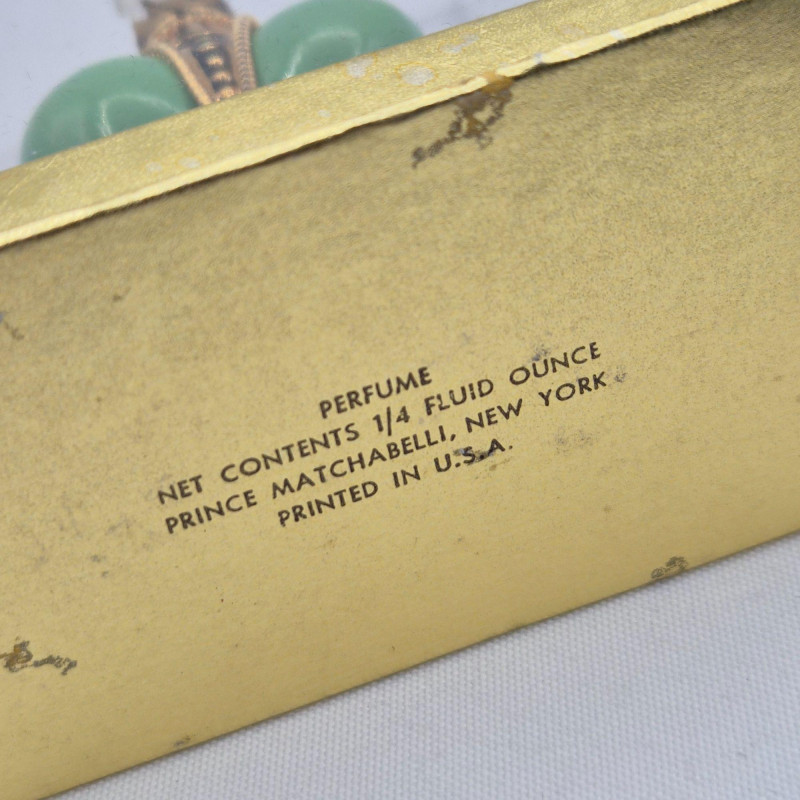 PERFUME
NET CONTENTS 1/4 FLUID OUNCE
PRINCE MATCHABELLI, NEW YORK
PRINTED IN U.S.A.